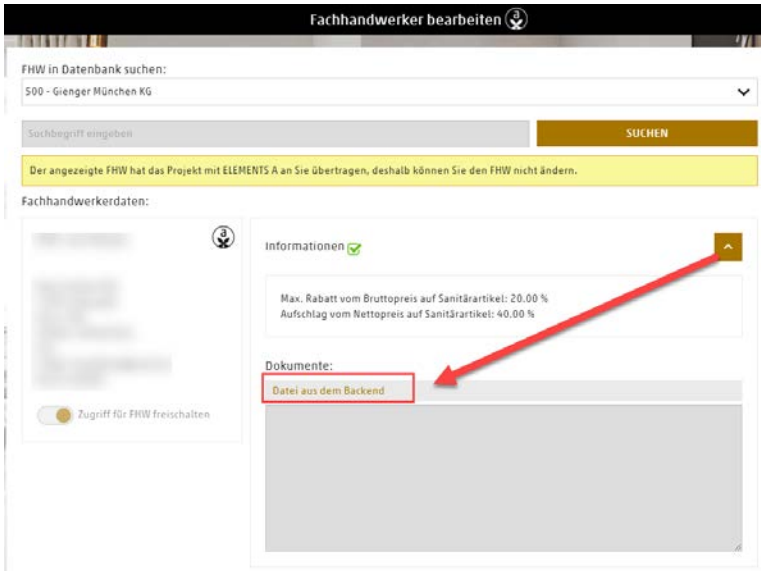 Fachhandwerker bearbeiten
FHW in Datenbank suchen:
500 - Gienger München KG
Suchbegriff eingeben
SUCHEN
Der angezeigte FHW hat das Projekt mit ELEMENTS A an Sie übertragen, deshalb können Sie den FHW nicht ändern.
Fachhandwerkerdaten:
a
Informationen
Max. Rabatt vom Bruttopreis auf Sanitärartikel: 20.00 %
Aufschlag vom Nettopreis auf Sanitärartikel: 40.00 %
Dokumente:
Datei aus dem Backend
Zugriff für FHW freischalten